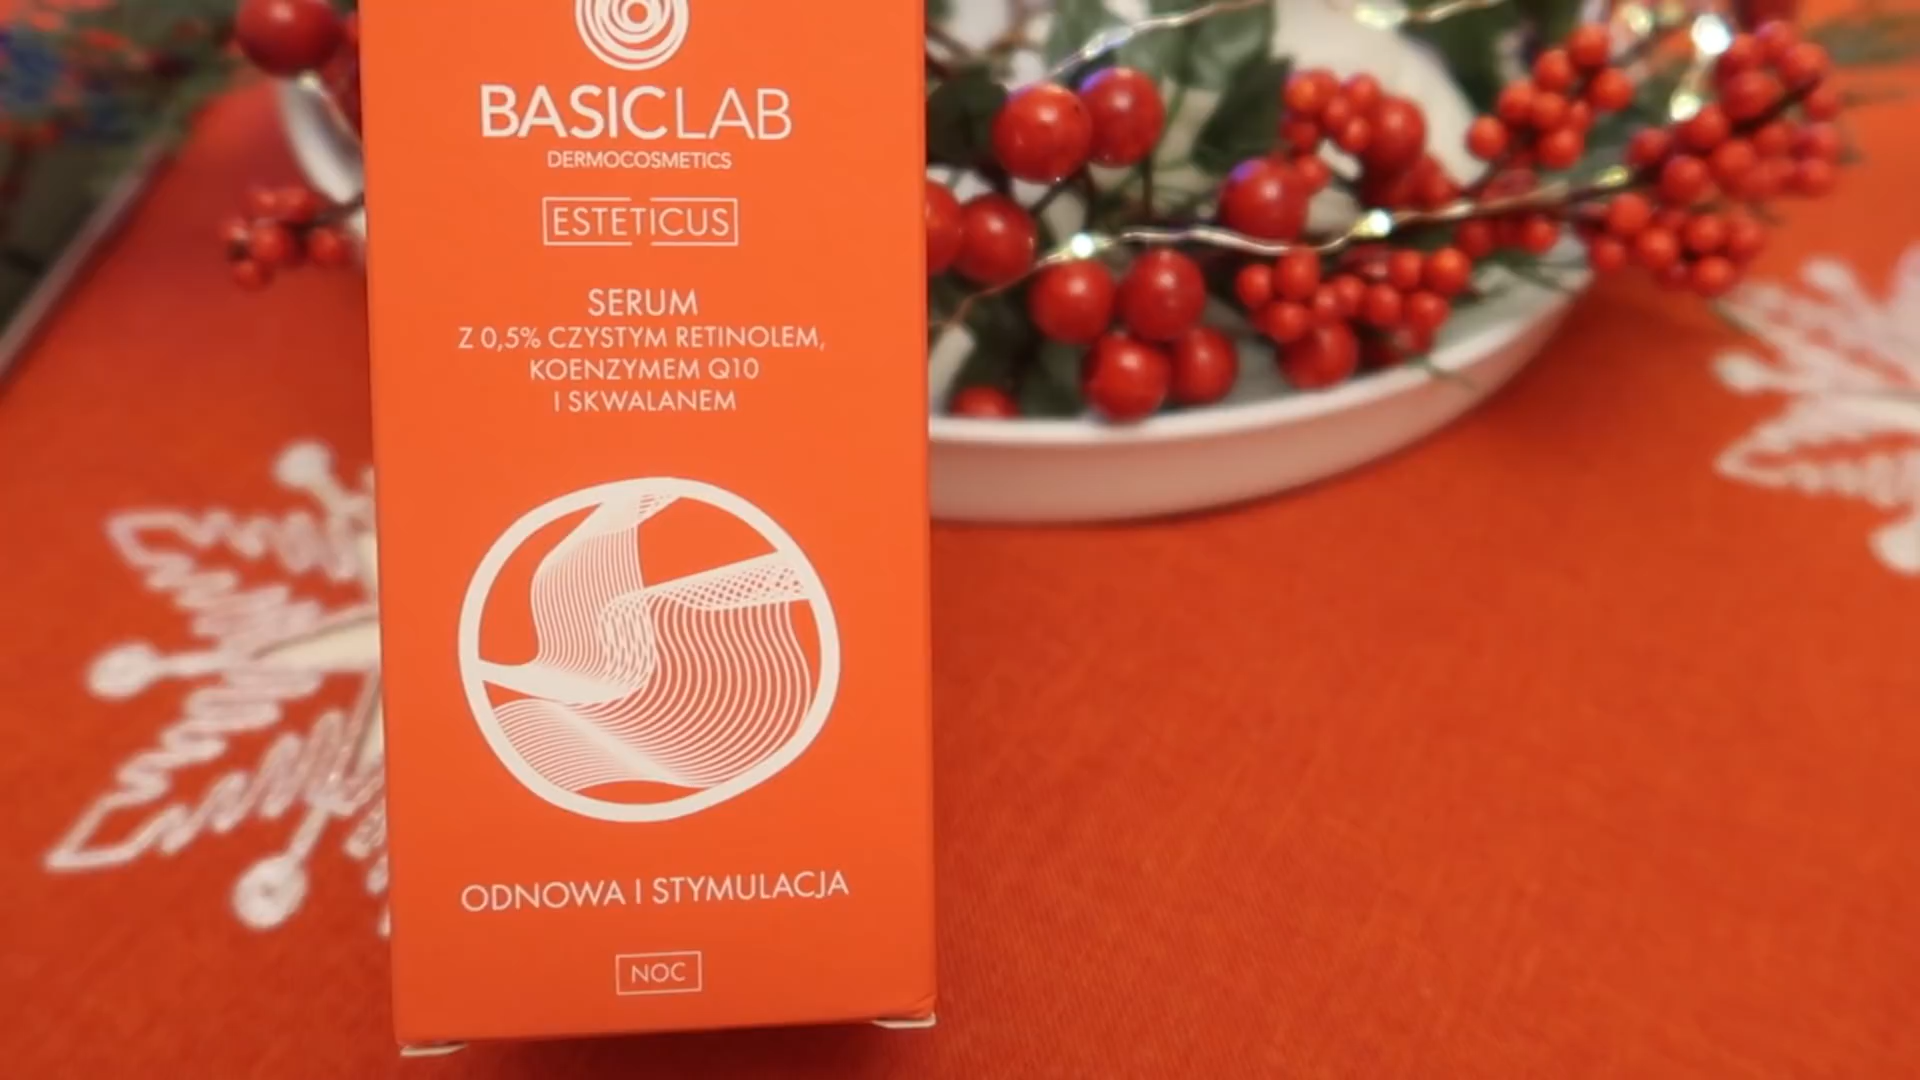 BASICLAB
DERMOCOSMETICS
ESTETICUS
SERUM
Z 0,5% CZYSTYM RETINOLEM,
KOENZYMEM Q10
I SKWALANEM
ODNOWA I STYMULACJA
NOC